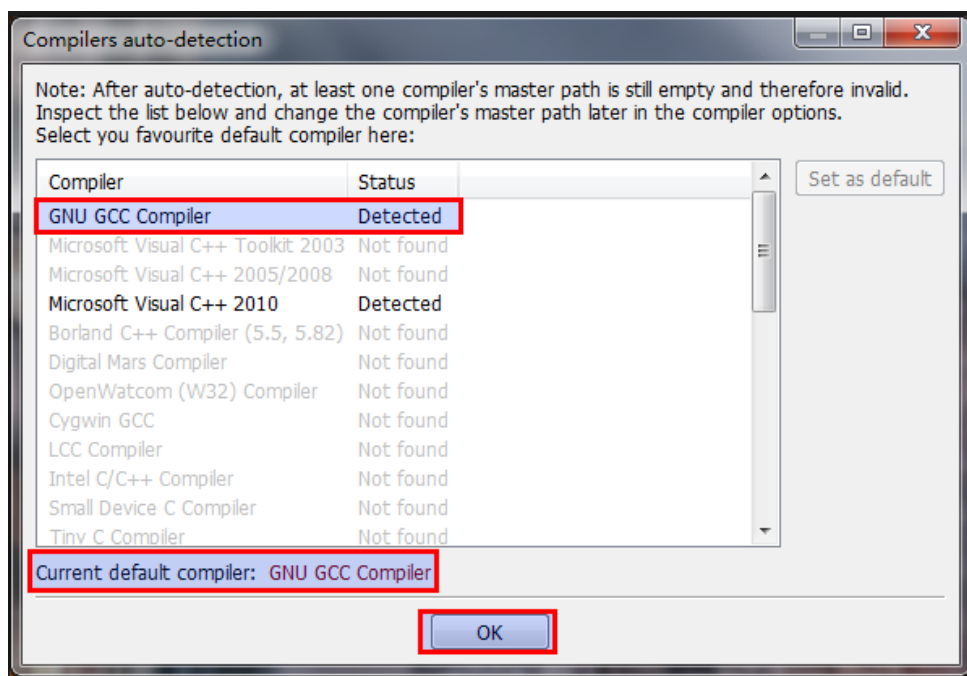 Compilers auto-detection
Note: After auto-detection, at least one compiler's master path is still empty and therefore invalid.
Inspect the list below and change the compiler's master path later in the compiler options.
Select you favourite default compiler here:
Compiler Status
Set as default
GNU GCC Compiler Detected
Microsoft Visual C++ Toolkit 2003 Not found
Microsoft Visual C++ 2005/2008 Not found
Microsoft Visual C++ 2010 Detected
Borland C++ Compiler (5.5, 5.82) Not found
Digital Mars Compiler Not found
OpenWatcom (W32) Compiler Not found
Cygwin GCC Not found
LCC Compiler Not found
Intel C/C++ Compiler Not found
Small Device C Compiler Not found
Tiny C Compiler Not found
Current default compiler: GNU GCC Compiler
OK